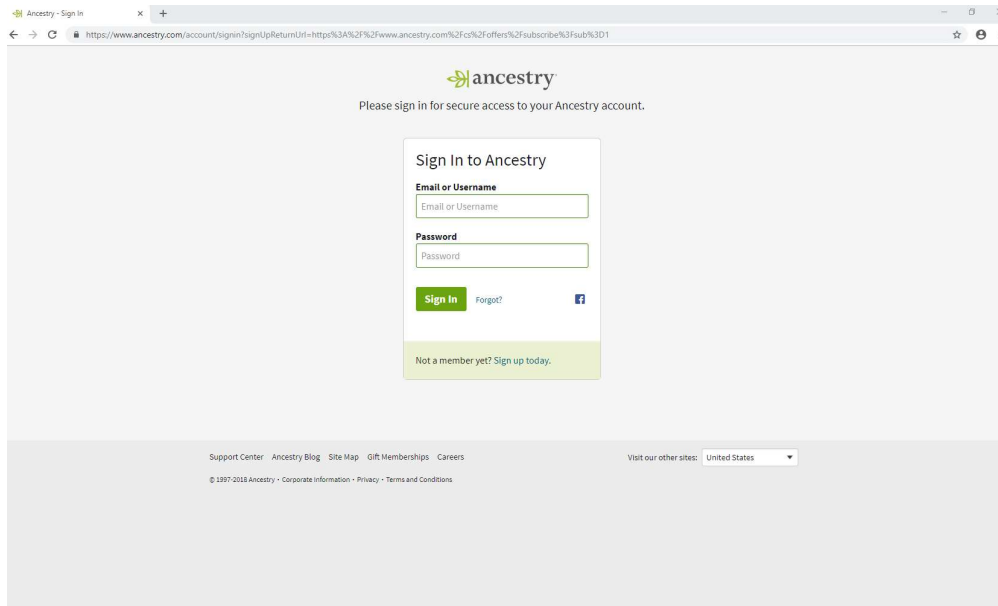 Ancestry - Sign In
https://www.ancestry.com/account/signin?signUpReturnUrl=https%3A%2F%2Fwww.ancestry.com%2Fcs%2Foffers%2Fsubscribe%3Fsub%3D1
ancestry
Please sign in for secure access to your Ancestry account.
Sign In to Ancestry
Email or Username
Email or Username
Password
Password
Sign In Forgot?
Not a member yet? Sign up today.
Support Center Ancestry Blog Site Map Gift Memberships Careers Visit our other sites: United States
© 1997-2018 Ancestry • Corporate Information • Privacy • Terms and Conditions